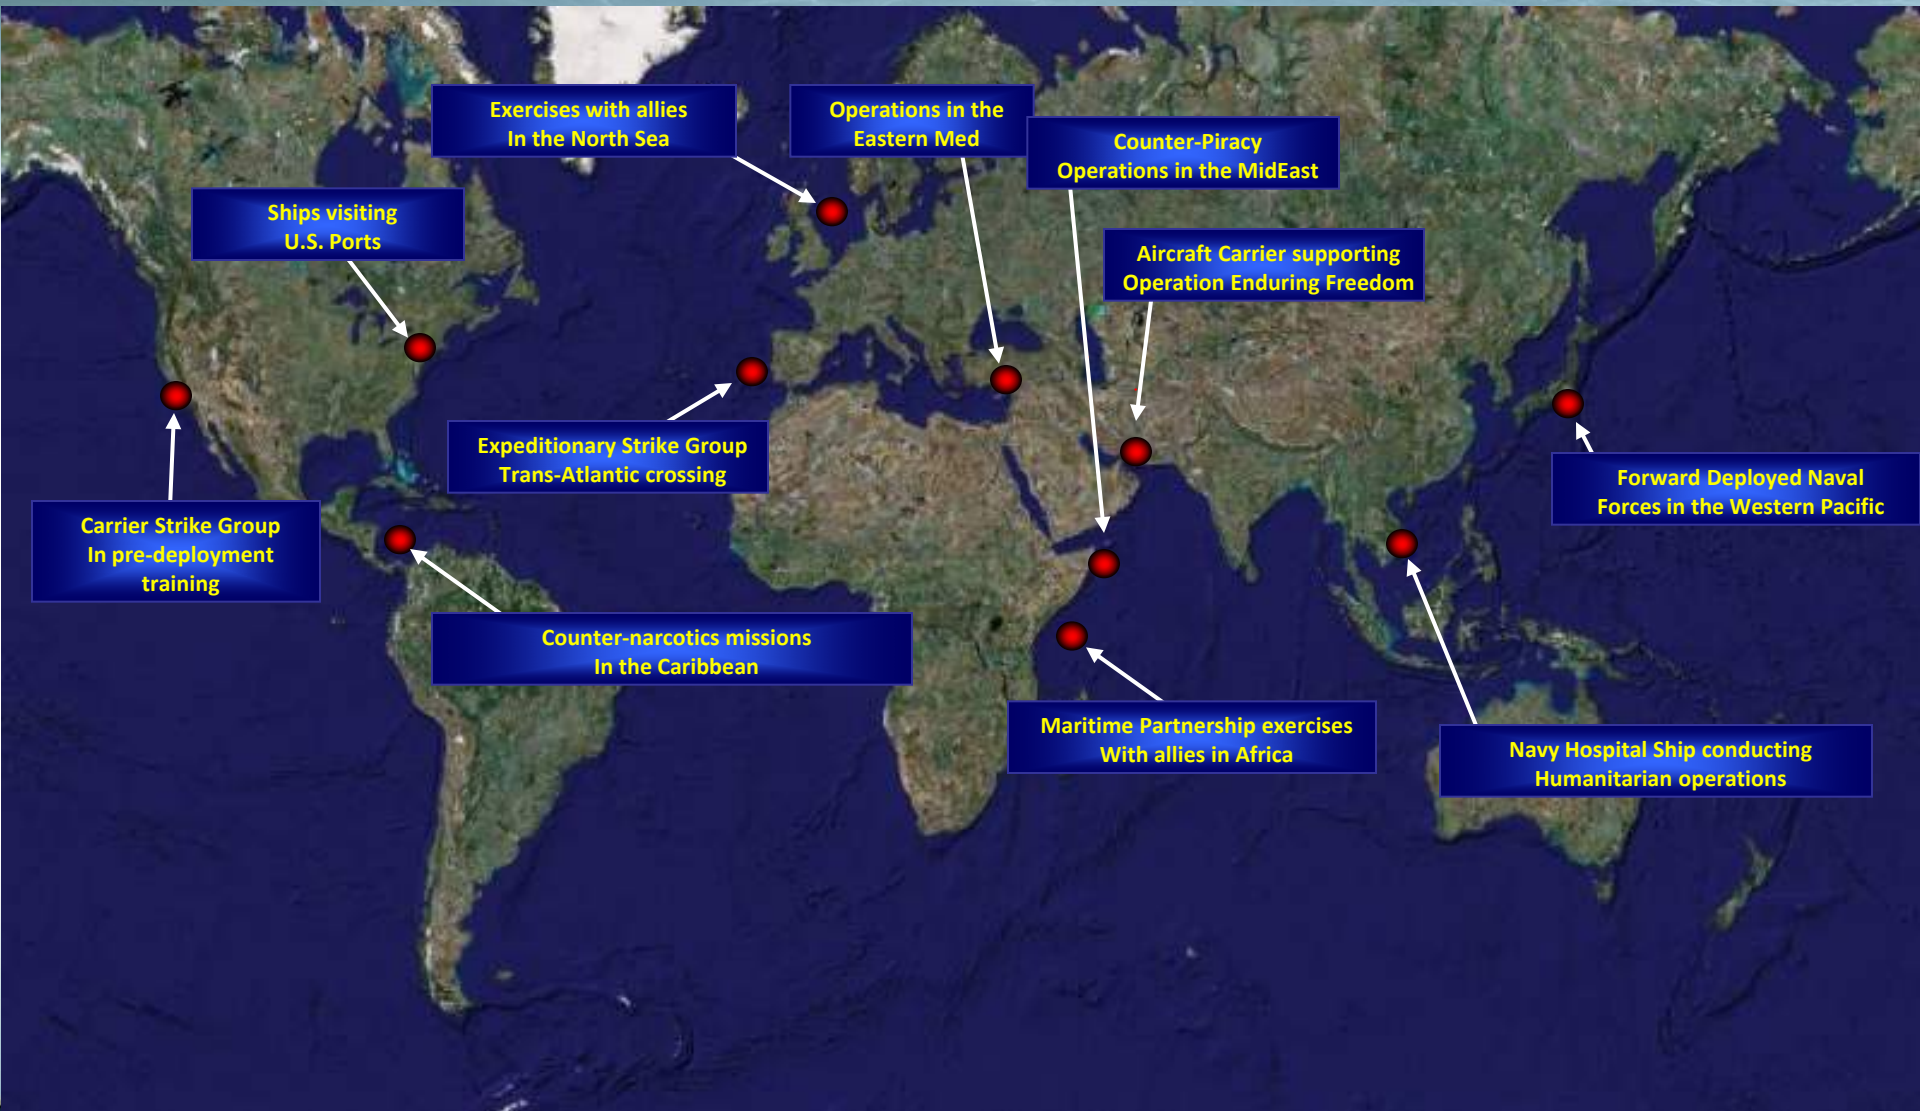 Exercises with allies
In the North Sea
Operations in the
Eastern Med
Counter-Piracy
Operations in the MidEast
Ships visiting
U.S. Ports
Aircraft Carrier supporting
Operation Enduring Freedom
Expeditionary Strike Group
Trans-Atlantic crossing
Forward Deployed Naval
Forces in the Western Pacific
Carrier Strike Group
In pre-deployment
training
Counter-narcotics missions
In the Caribbean
Maritime Partnership exercises
With allies in Africa
Navy Hospital Ship conducting
Humanitarian operations